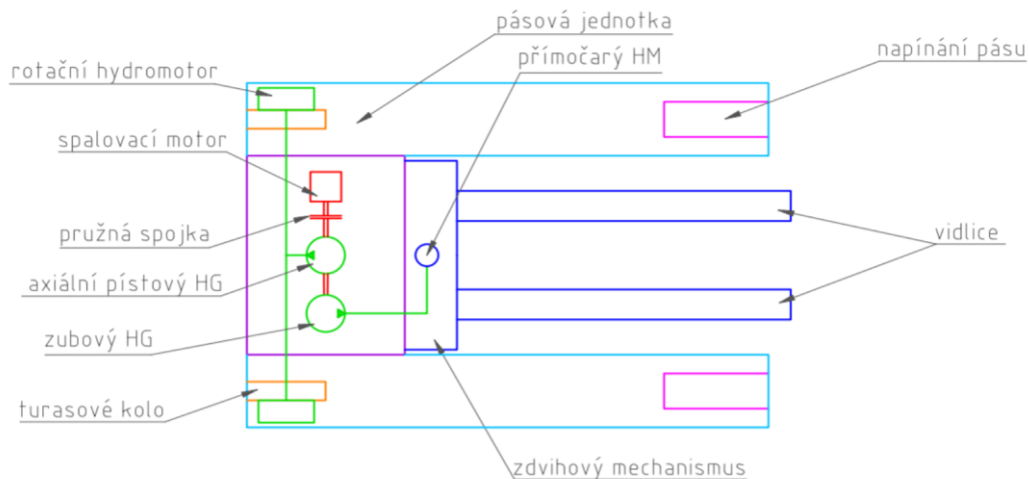 pásová jednotka
přímočarý HM
napínání pásu
rotační hydromotor
spalovací motor
pružná spojka
vidlice
axiální pístový HG
zubový HG
turasové kolo
zdvihový mechanismus